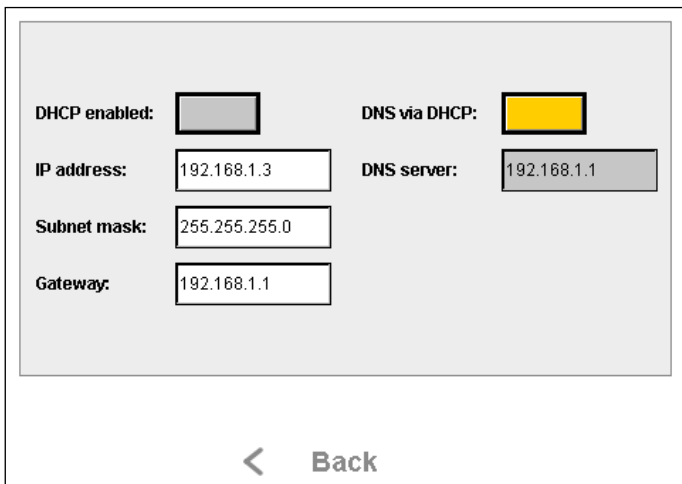 DHCP enabled: DNS via DHCP:
IP address: 192.168.1.3 DNS server: 192.168.1.1
Subnet mask: 255.255.255.0
Gateway: 192.168.1.1
< Back